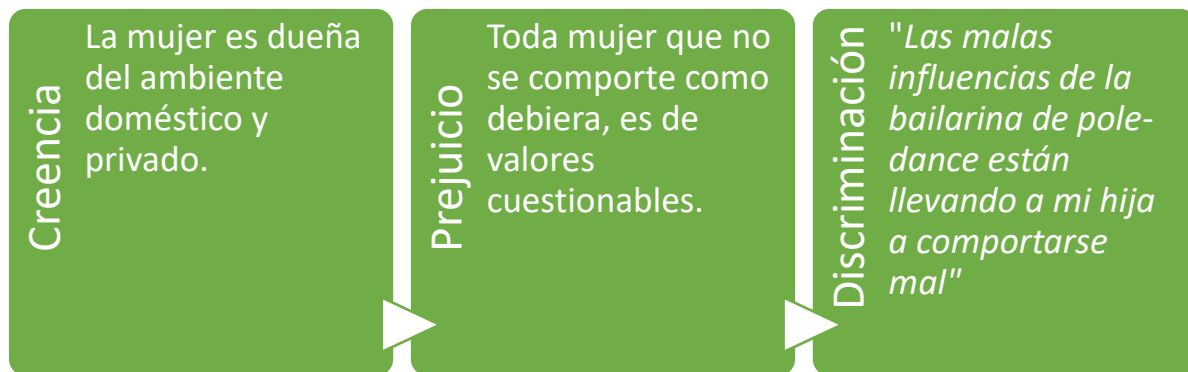 Creencia
La mujer es dueña
del ambiente
doméstico y
privado.
Prejuicio
Toda mujer que no
se comporte como
debiera, es de
valores
cuestionables.
Discriminación
"Las malas
influencias de la
bailarina de pole-
dance están
llevando a mi hija
a comportarse
mal"